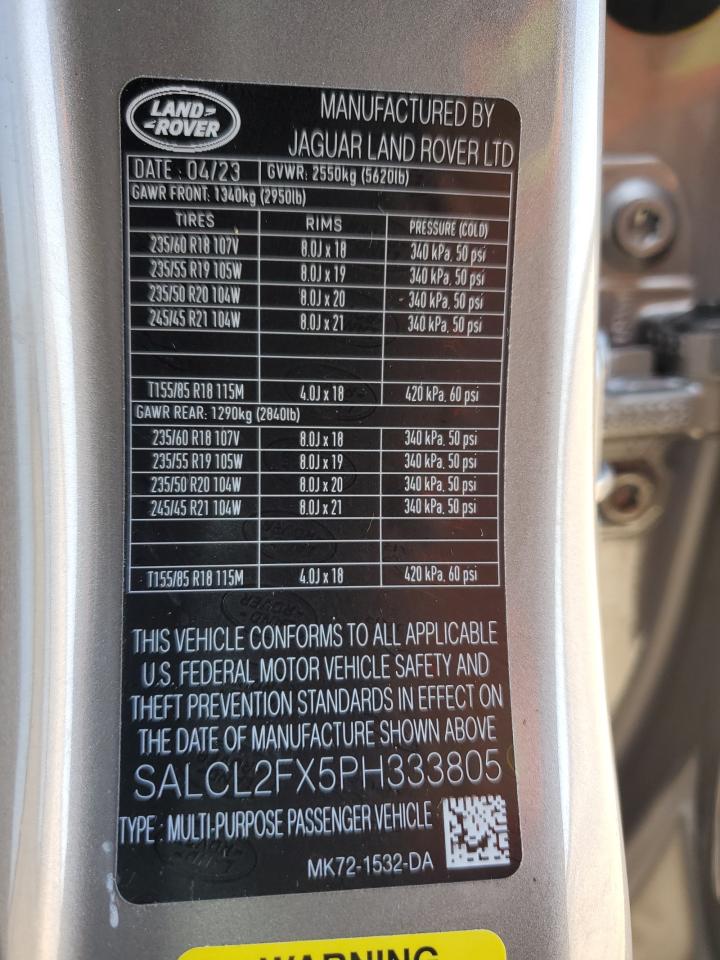 LAND
ROVER
MANUFACTURED BY
JAGUAR LAND ROVER LTD
DATE : 04/23 GVWR: 2550kg (5620lb)
GAWR FRONT: 1340kg (2950lb)
TIRES RIMS PRESSURE (COLD)
235/60 R18 107V 8.0J x 18 340 kPa, 50 psi
235/55 R19 105W 8.0J x 19 340 kPa, 50 psi
235/50 R20 104W 8.0J x 20 340 kPa, 50 psi
245/45 R21 104W 8.0J x 21 340 kPa, 50 psi
T155/85 R18 115M 4.0J x 18 420 kPa, 60 psi
GAWR REAR: 1290kg (2840lb)
235/60 R18 107V 8.0J x 18 340 kPa, 50 psi
235/55 R19 105W 8.0J x 19 340 kPa, 50 psi
235/50 R20 104W 8.0J x 20 340 kPa, 50 psi
245/45 R21 104W 8.0J x 21 340 kPa, 50 psi
T155/85 R18 115M 4.0J x 18 420 kPa, 60 psi
THIS VEHICLE CONFORMS TO ALL APPLICABLE
U.S. FEDERAL MOTOR VEHICLE SAFETY AND
THEFT PREVENTION STANDARDS IN EFFECT ON
THE DATE OF MANUFACTURE SHOWN ABOVE
SALCL2FX5PH333805
TYPE : MULTI-PURPOSE PASSENGER VEHICLE
MK72-1532-DA
WARNING